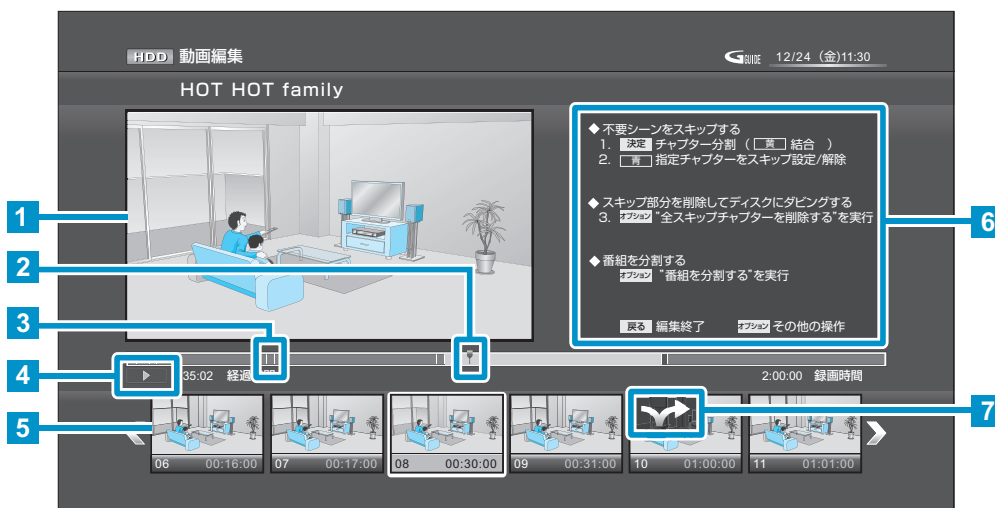 HDD 動画編集
GGUIDE 12/24 (金)11:30
HOT HOT family
◆ 不要シーンをスキップする
1. 決定 チャプター分割 ( 黄 結合 )
2. 青 指定チャプターをスキップ設定/解除
◆ スキップ部分を削除してディスクにダビングする
3. オプション "全スキップチャプターを削除する"を実行
◆ 番組を分割する
オプション "番組を分割する"を実行
戻る 編集終了 オプション その他の操作
1
2
3
4
5
6
7
35:02 経過
2:00:00 録画時間
06 00:16:00
07 00:17:00
08 00:30:00
09 00:31:00
10 01:00:00
11 01:01:00